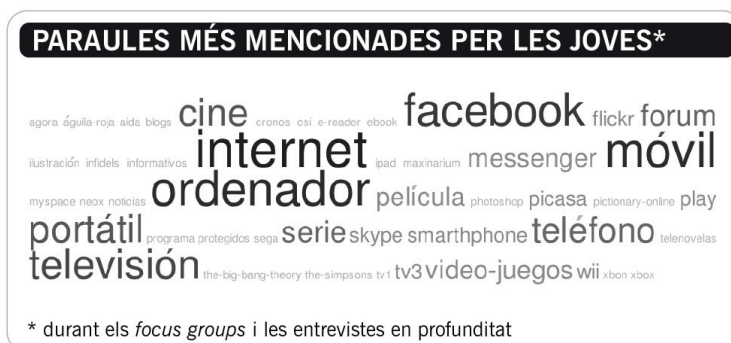 PARAULES MÉS MENCIONADES PER LES JOVES*
agora águila-roja aida blogs cine cronos csi e-reader ebook facebook flickr forum
ilustración infidels informativos internet ipad maxinarium messenger móvil
myspace neox noticias ordenador película photoshop picasa pictionary-online play
portátil programa protegidos sega serie skype smarthphone teléfono telenovelas
televisión the-big-bang-theory the-simpsons tv1 tv3 video-juegos wii xbon xbox
* durant els focus groups i les entrevistes en profunditat